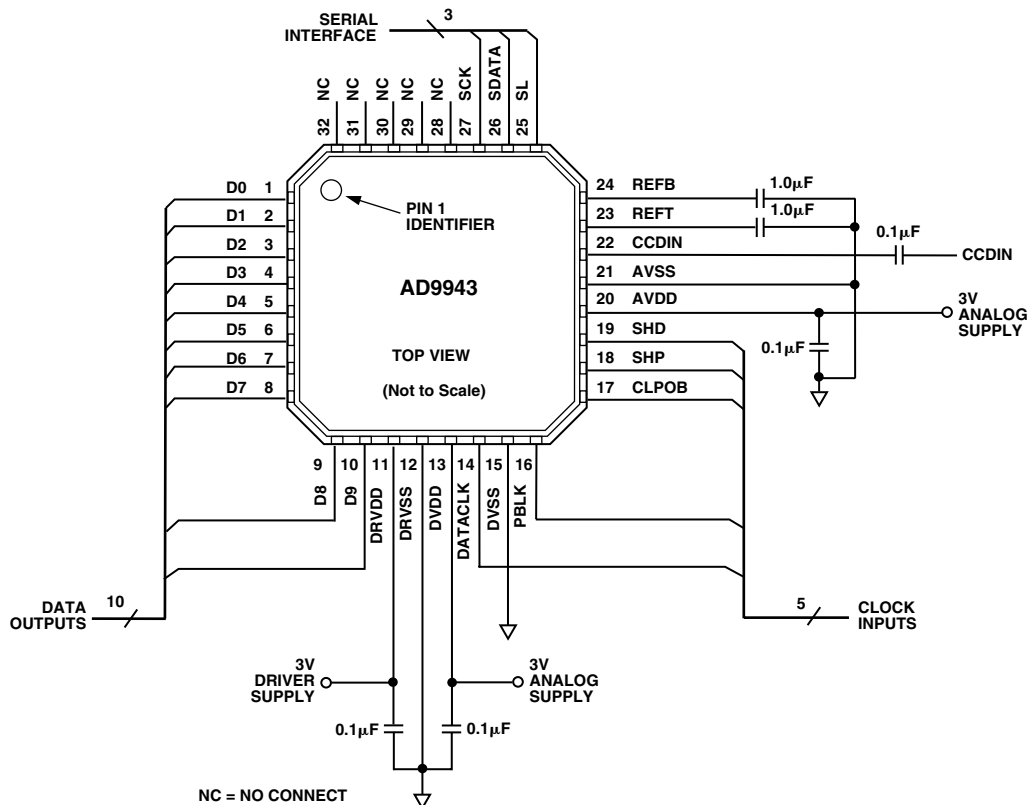 SERIAL
INTERFACE
3
NC
NC
NC
NC
NC
SCK
SDATA
SL
32
31
30
29
28
27
26
25
D0 1
D1 2
D2 3
D3 4
D4 5
D5 6
D6 7
D7 8
PIN 1
IDENTIFIER
AD9943
TOP VIEW
(Not to Scale)
24 REFB
23 REFT
22 CCDIN
21 AVSS
20 AVDD
19 SHD
18 SHP
17 CLPOB
1.0μF
1.0μF
0.1μF
CCDIN
3V
ANALOG
SUPPLY
0.1μF
9
10
11
12
13
14
15
16
D8
D9
DRVDD
DRVSS
DVDD
DATACLK
DVSS
PBLK
DATA
OUTPUTS
10
5
CLOCK
INPUTS
3V
DRIVER
SUPPLY
3V
ANALOG
SUPPLY
0.1μF
0.1μF
NC = NO CONNECT